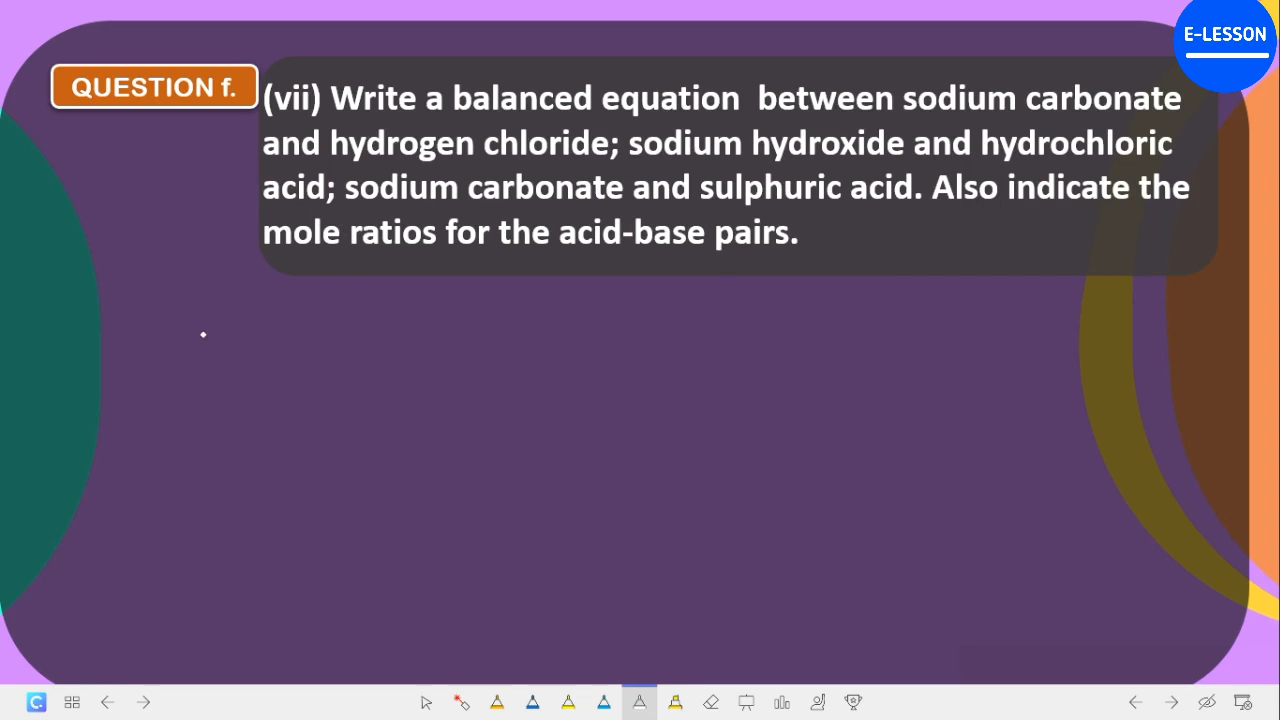 E-LESSON
QUESTION f.
(vii) Write a balanced equation between sodium carbonate
and hydrogen chloride; sodium hydroxide and hydrochloric
acid; sodium carbonate and sulphuric acid. Also indicate the
mole ratios for the acid-base pairs.